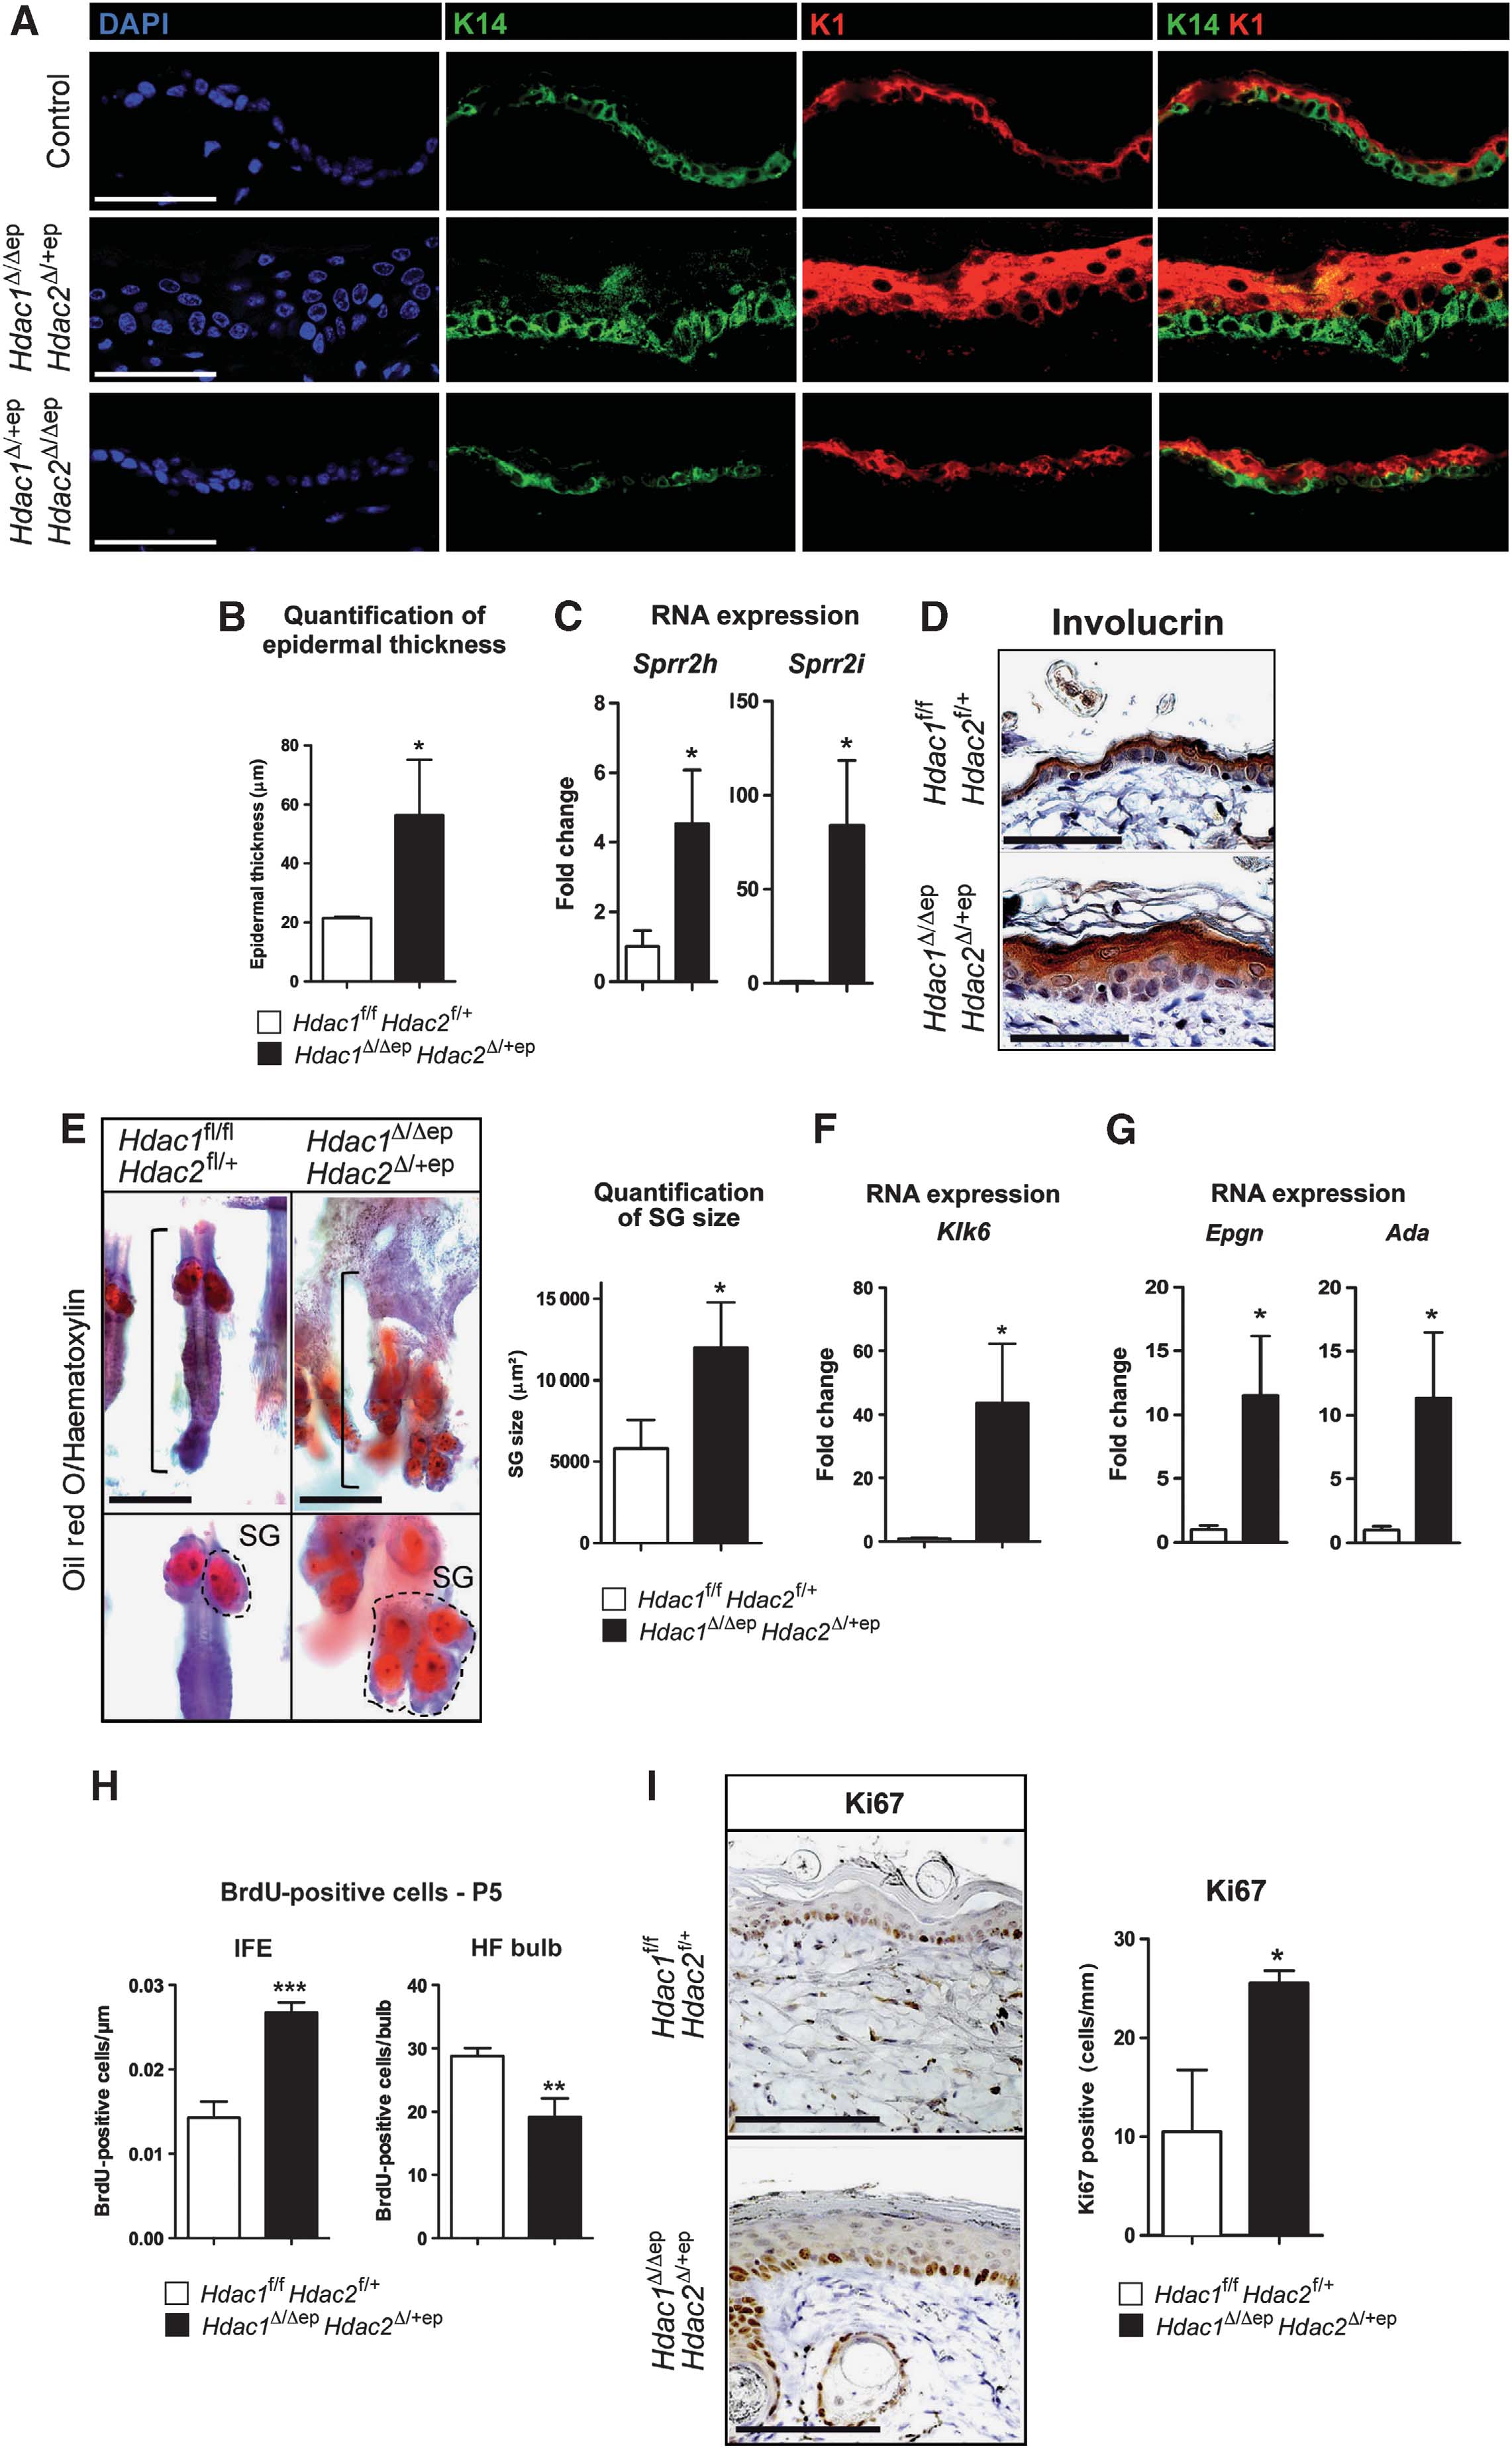 A
DAPI K14 K1 K14 K1
Control
Hdac1Δ/Δep
Hdac2Δ/+ep
Hdac1Δ/+ep
Hdac2Δ/Δep
B
Quantification of
epidermal thickness
Epidermal thickness (μm)
80
60
40
20
0
*
Hdac1f/f Hdac2f/+
Hdac1Δ/Δep Hdac2Δ/+ep
C
RNA expression
Sprr2h
Fold change
8
6
4
2
0
*
Sprr2i
150
100
50
0
*
D
Involucrin
Hdac1f/f
Hdac2f/+
Hdac1Δ/Δep
Hdac2Δ/+ep
E
Hdac1fl/fl
Hdac2fl/+
Hdac1Δ/Δep
Hdac2Δ/+ep
Oil red O/Haematoxylin
SG
SG
Quantification
of SG size
SG size (μm²)
15 000
10 000
5000
0
*
Hdac1f/f Hdac2f/+
Hdac1Δ/Δep Hdac2Δ/+ep
F
RNA expression
Klk6
Fold change
80
60
40
20
0
*
G
RNA expression
Epgn
Fold change
20
15
10
5
0
*
Ada
20
15
10
5
0
*
H
BrdU-positive cells - P5
IFE
BrdU-positive cells/μm
0.03
0.02
0.01
0.00
***
HF bulb
BrdU-positive cells/bulb
40
30
20
10
0
**
Hdac1f/f Hdac2f/+
Hdac1Δ/Δep Hdac2Δ/+ep
I
Ki67
Hdac1f/f
Hdac2f/+
Hdac1Δ/Δep
Hdac2Δ/+ep
Ki67
Ki67 positive (cells/mm)
30
20
10
0
*
Hdac1f/f Hdac2f/+
Hdac1Δ/Δep Hdac2Δ/+ep